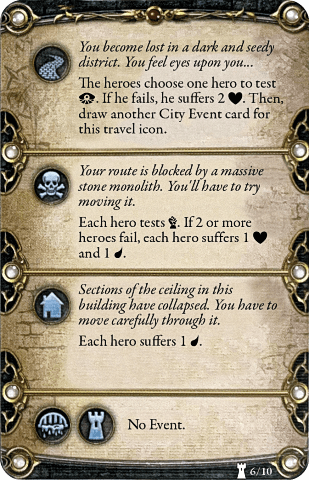 You become lost in a dark and seedy
district. You feel eyes upon you...
The heroes choose one hero to test
. If he fails, he suffers 2 . Then,
draw another City Event card for
this travel icon.
Your route is blocked by a massive
stone monolith. You'll have to try
moving it.
Each hero tests . If 2 or more
heroes fail, each hero suffers 1
and 1 .
Sections of the ceiling in this
building have collapsed. You have to
move carefully through it.
Each hero suffers 1 .
No Event.
6/10